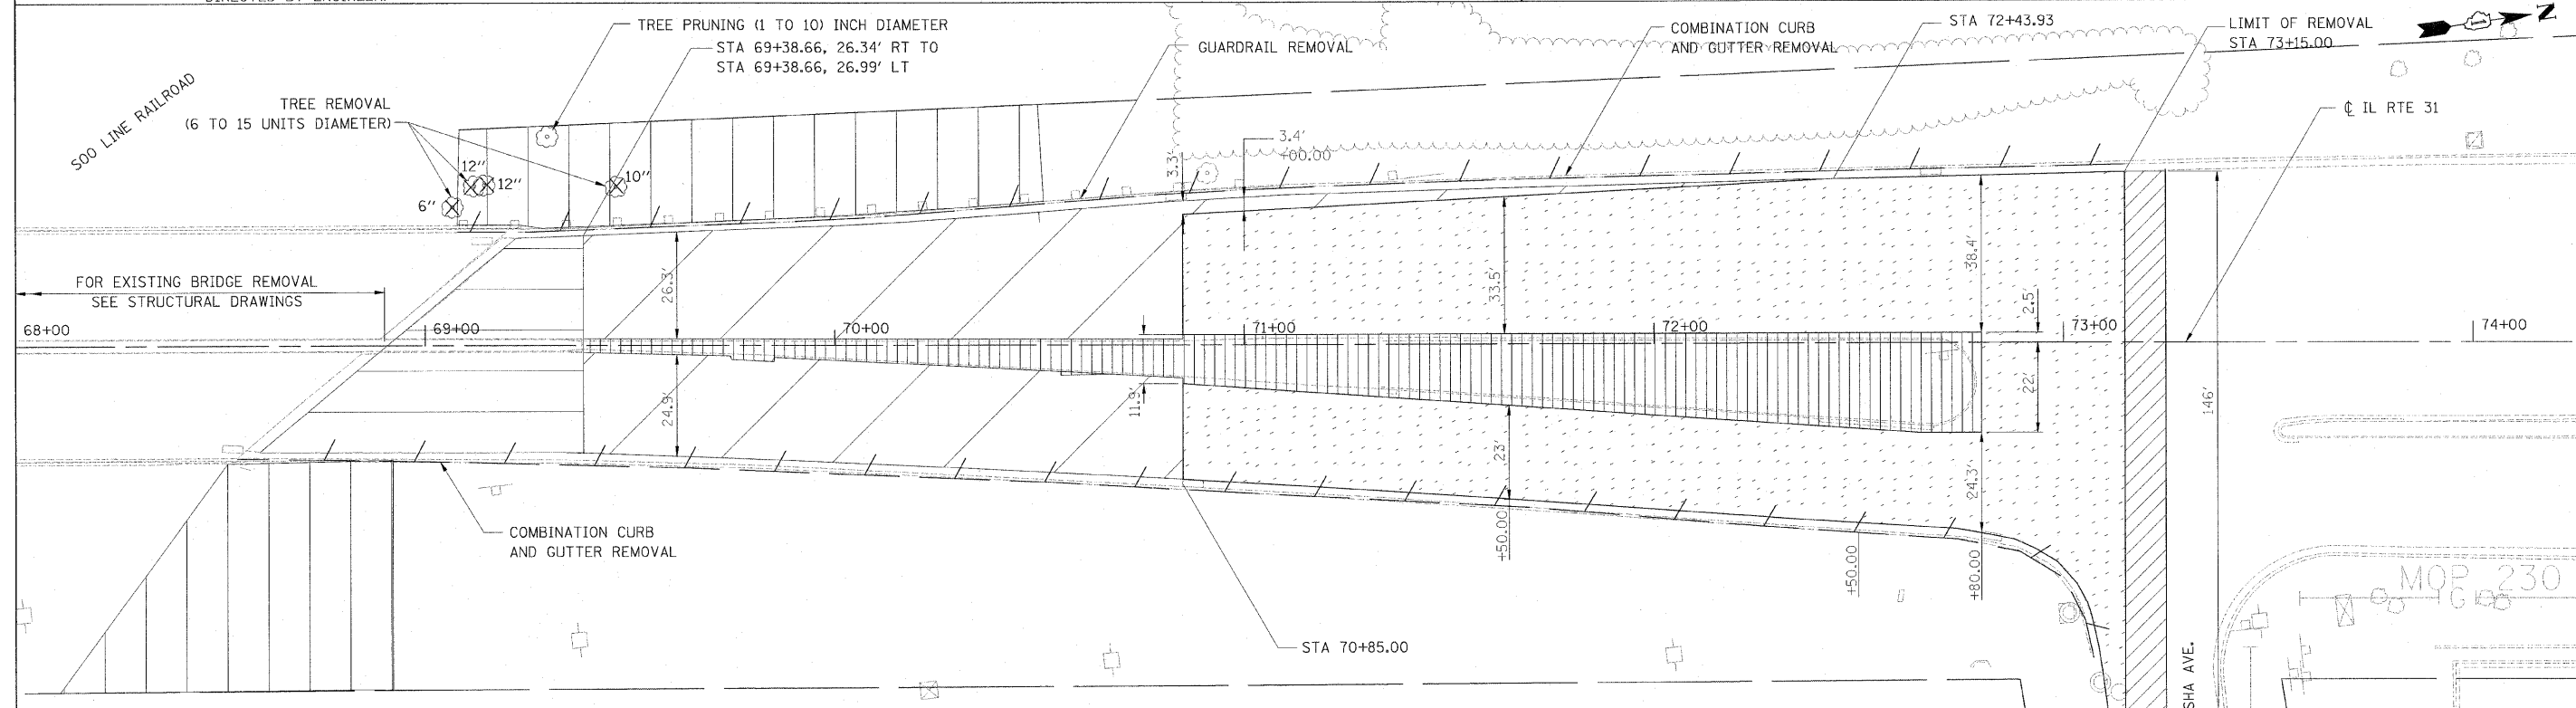 TREE PRUNING (1 TO 10) INCH DIAMETER
STA 69+38.66, 26.34' RT TO
STA 69+38.66, 26.99' LT
GUARDRAIL REMOVAL
COMBINATION CURB
AND GUTTER REMOVAL
STA 72+43.93
LIMIT OF REMOVAL
STA 73+15.00
Z
SOO LINE RAILROAD
TREE REMOVAL
(6 TO 15 UNITS DIAMETER)
℄ IL RTE 31
12"
12"
10"
6"
3.3'
3.4'
+00.00
FOR EXISTING BRIDGE REMOVAL
SEE STRUCTURAL DRAWINGS
26.3'
33.5'
38.4'
2.5'
68+00
69+00
70+00
71+00
72+00
73+00
74+00
24.9'
11.9'
23'
22'
24.3'
146'
+50.00
+50.00
+80.00
COMBINATION CURB
AND GUTTER REMOVAL
STA 70+85.00
MOP 230
G
SHA AVE.